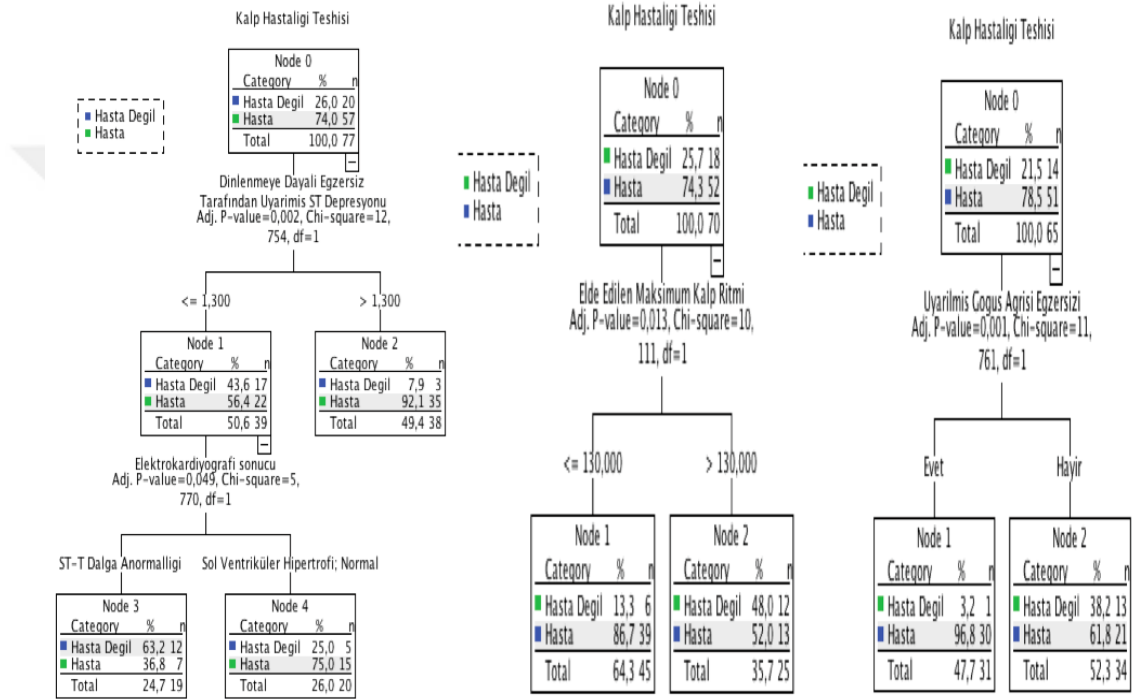 Kalp Hastaligi Teshisi
Hasta Degil
Hasta
Node 0
Category % n
Hasta Degil 26,0 20
Hasta 74,0 57
Total 100,0 77
Dinlenmeye Dayali Egzersiz
Tarafından Uyarimis ST Depresyonu
Adj. P-value=0,002, Chi-square=12,
754, df=1
<= 1,300
> 1,300
Node 1
Category % n
Hasta Degil 43,6 17
Hasta 56,4 22
Total 50,6 39
Node 2
Category % n
Hasta Degil 7,9 3
Hasta 92,1 35
Total 49,4 38
Elektrokardiyografi sonucu
Adj. P-value=0,049, Chi-square=5,
770, df=1
ST-T Dalga Anormalligi
Sol Ventriküler Hipertrofi; Normal
Node 3
Category % n
Hasta Degil 63,2 12
Hasta 36,8 7
Total 24,7 19
Node 4
Category % n
Hasta Degil 25,0 5
Hasta 75,0 15
Total 26,0 20
Kalp Hastaligi Teshisi
Hasta Degil
Hasta
Node 0
Category % n
Hasta Degil 25,7 18
Hasta 74,3 52
Total 100,0 70
Elde Edilen Maksimum Kalp Ritmi
Adj. P-value=0,013, Chi-square=10,
111, df=1
<= 130,000
> 130,000
Node 1
Category % n
Hasta Degil 13,3 6
Hasta 86,7 39
Total 64,3 45
Node 2
Category % n
Hasta Degil 48,0 12
Hasta 52,0 13
Total 35,7 25
Kalp Hastaligi Teshisi
Hasta Degil
Hasta
Node 0
Category % n
Hasta Degil 21,5 14
Hasta 78,5 51
Total 100,0 65
Uyarilmis Gogus Agrisi Egzersizi
Adj. P-value=0,001, Chi-square=11,
761, df=1
Evet
Hayir
Node 1
Category % n
Hasta Degil 3,2 1
Hasta 96,8 30
Total 47,7 31
Node 2
Category % n
Hasta Degil 38,2 13
Hasta 61,8 21
Total 52,3 34